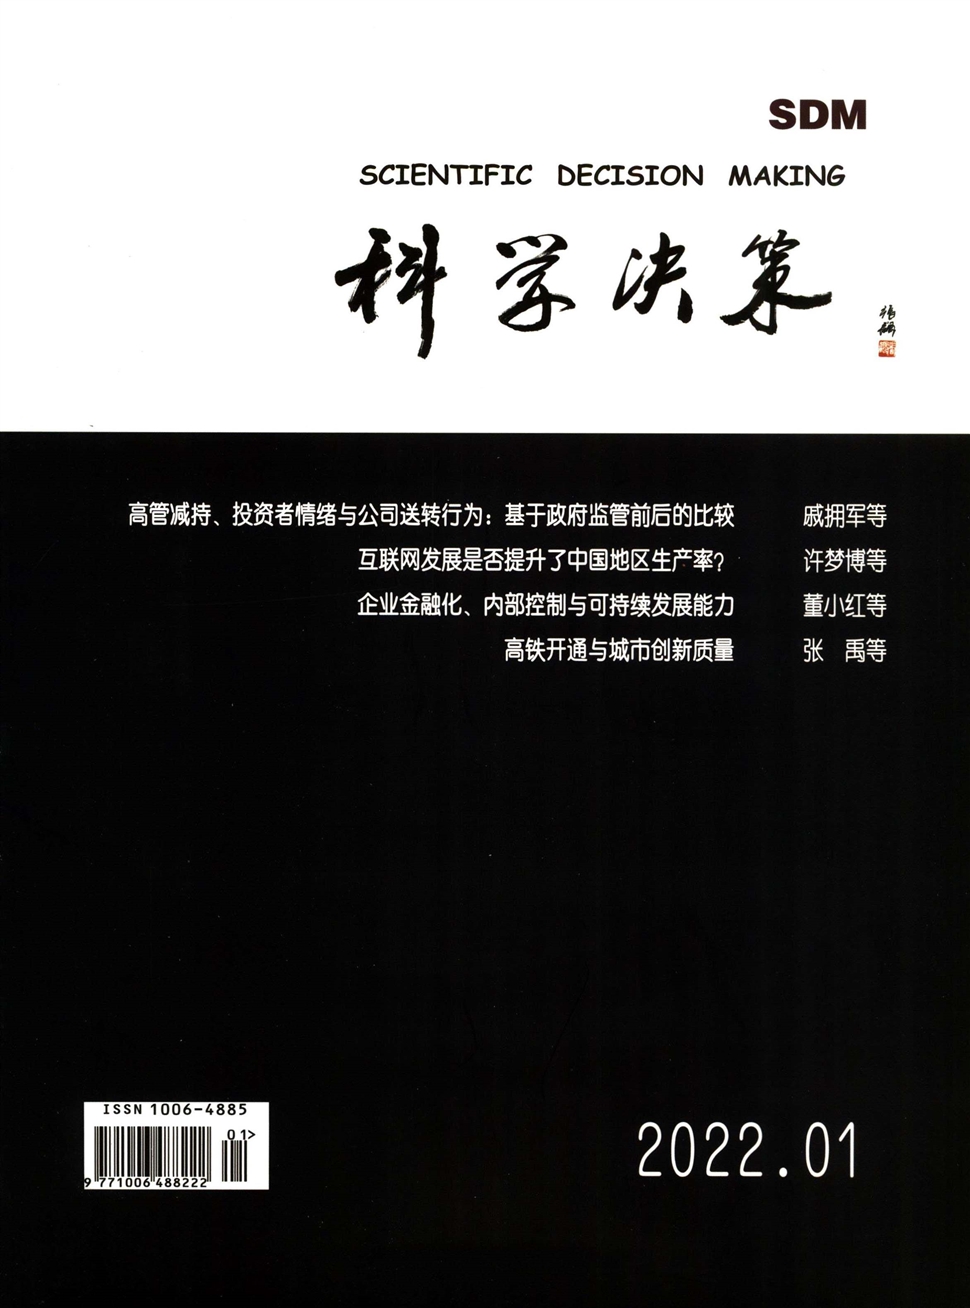 SDM
SCIENTIFIC DECISION MAKING
科学决策
高管减持、投资者情绪与公司送转行为：基于政府监管前后的比较 戚拥军等
互联网发展是否提升了中国地区生产率？ 许梦博等
企业金融化、内部控制与可持续发展能力 董小红等
高铁开通与城市创新质量 张 禹等
ISSN 1006-4885
01>
9 771006 488222
2022.01